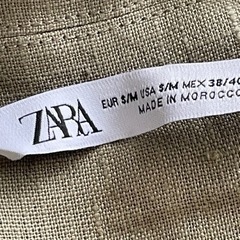 ZARA
EUR S/M USA S/M MEX 38/40
MADE IN MOROCCO